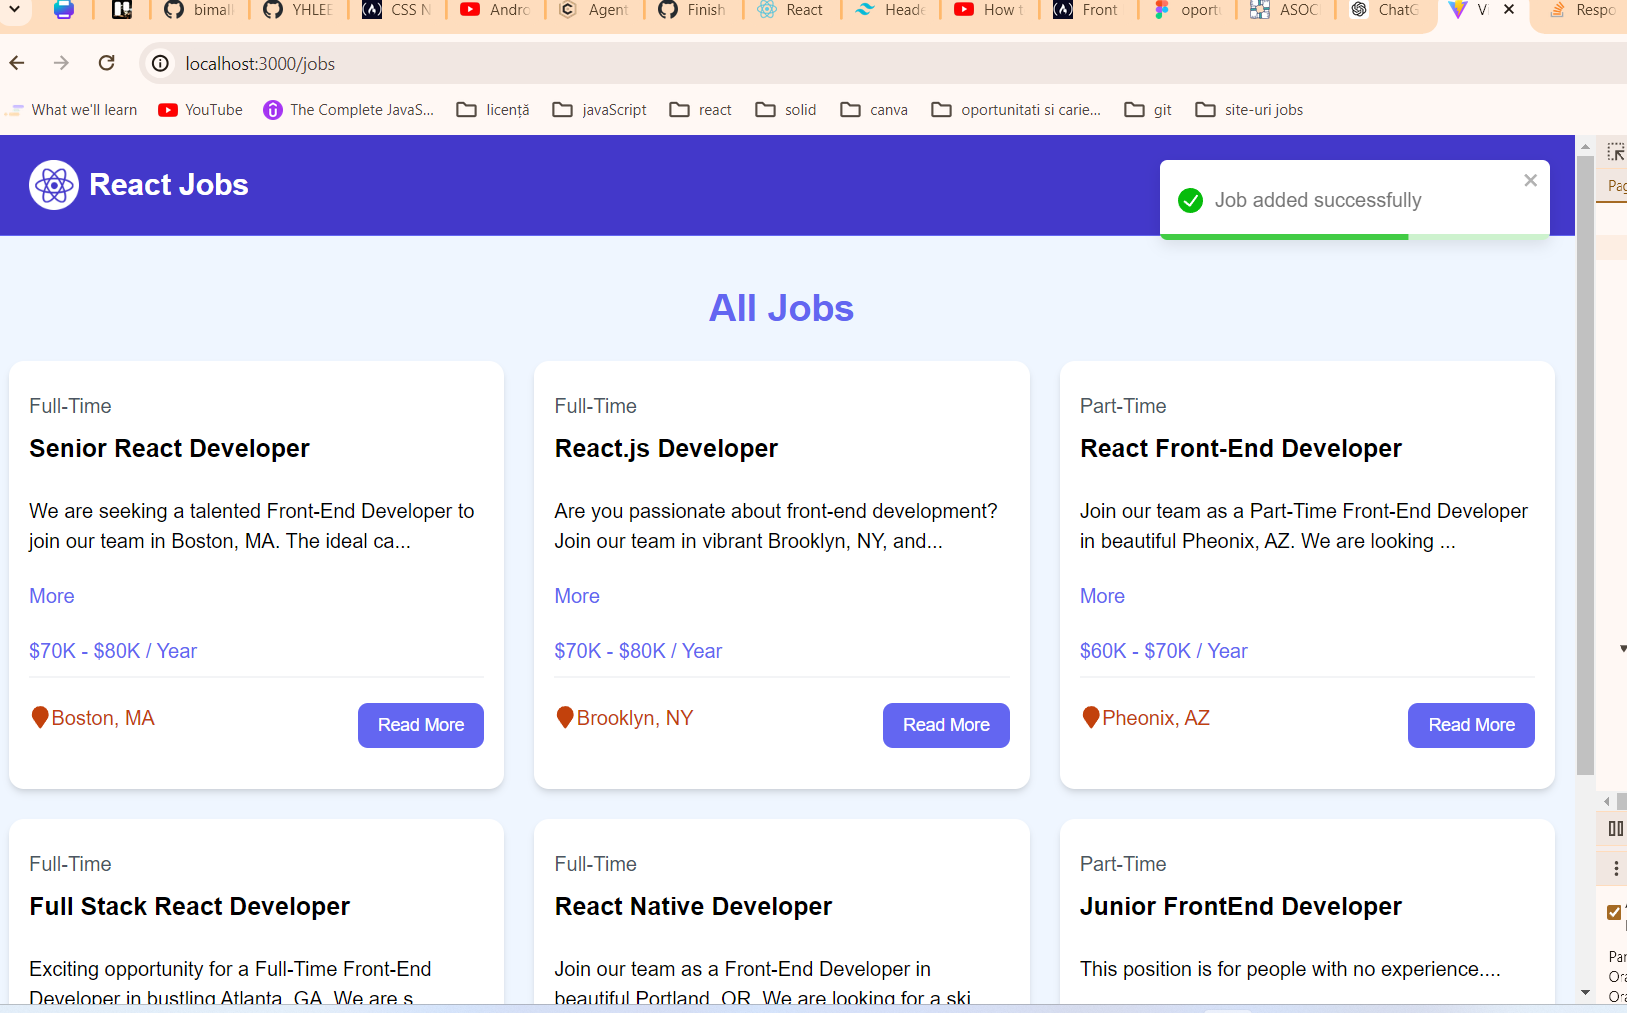 bimal YHLEE CSS N Andro Agent Finish React Heade How t Front oport ASOC ChatG Vi Respo
localhost:3000/jobs
What we'll learn YouTube The Complete JavaS... licență javaScript react solid canva oportunitati si carie... git site-uri jobs
React Jobs
Job added successfully
Pag
All Jobs
Full-Time
Senior React Developer
We are seeking a talented Front-End Developer to
join our team in Boston, MA. The ideal ca...
More
$70K - $80K / Year
Boston, MA
Read More
Full-Time
React.js Developer
Are you passionate about front-end development?
Join our team in vibrant Brooklyn, NY, and...
More
$70K - $80K / Year
Brooklyn, NY
Read More
Part-Time
React Front-End Developer
Join our team as a Part-Time Front-End Developer
in beautiful Pheonix, AZ. We are looking ...
More
$60K - $70K / Year
Pheonix, AZ
Read More
Full-Time
Full Stack React Developer
Exciting opportunity for a Full-Time Front-End
Developer in bustling Atlanta, GA. We are s
Full-Time
React Native Developer
Join our team as a Front-End Developer in
beautiful Portland, OR. We are looking for a ski
Part-Time
Junior FrontEnd Developer
This position is for people with no experience....
Par
Ora
Ora